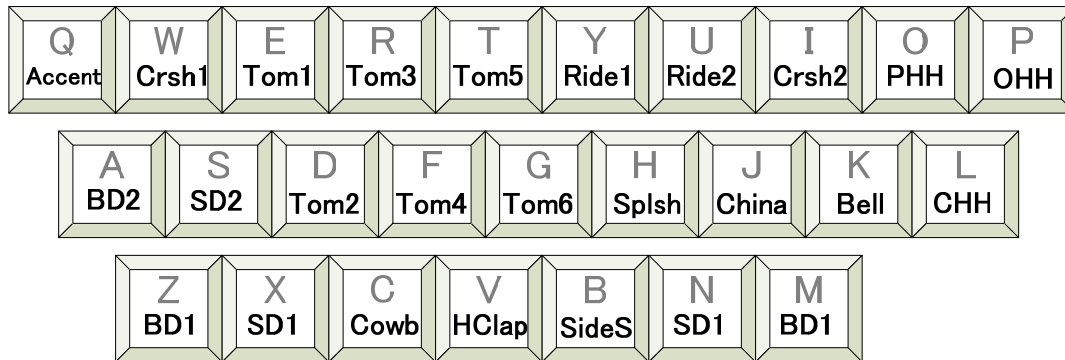 Q W E R T Y U I O P
Accent Crsh1 Tom1 Tom3 Tom5 Ride1 Ride2 Crsh2 PHH OHH
A S D F G H J K L
BD2 SD2 Tom2 Tom4 Tom6 Splsh China Bell CHH
Z X C V B N M
BD1 SD1 Cowb HClap SideS SD1 BD1